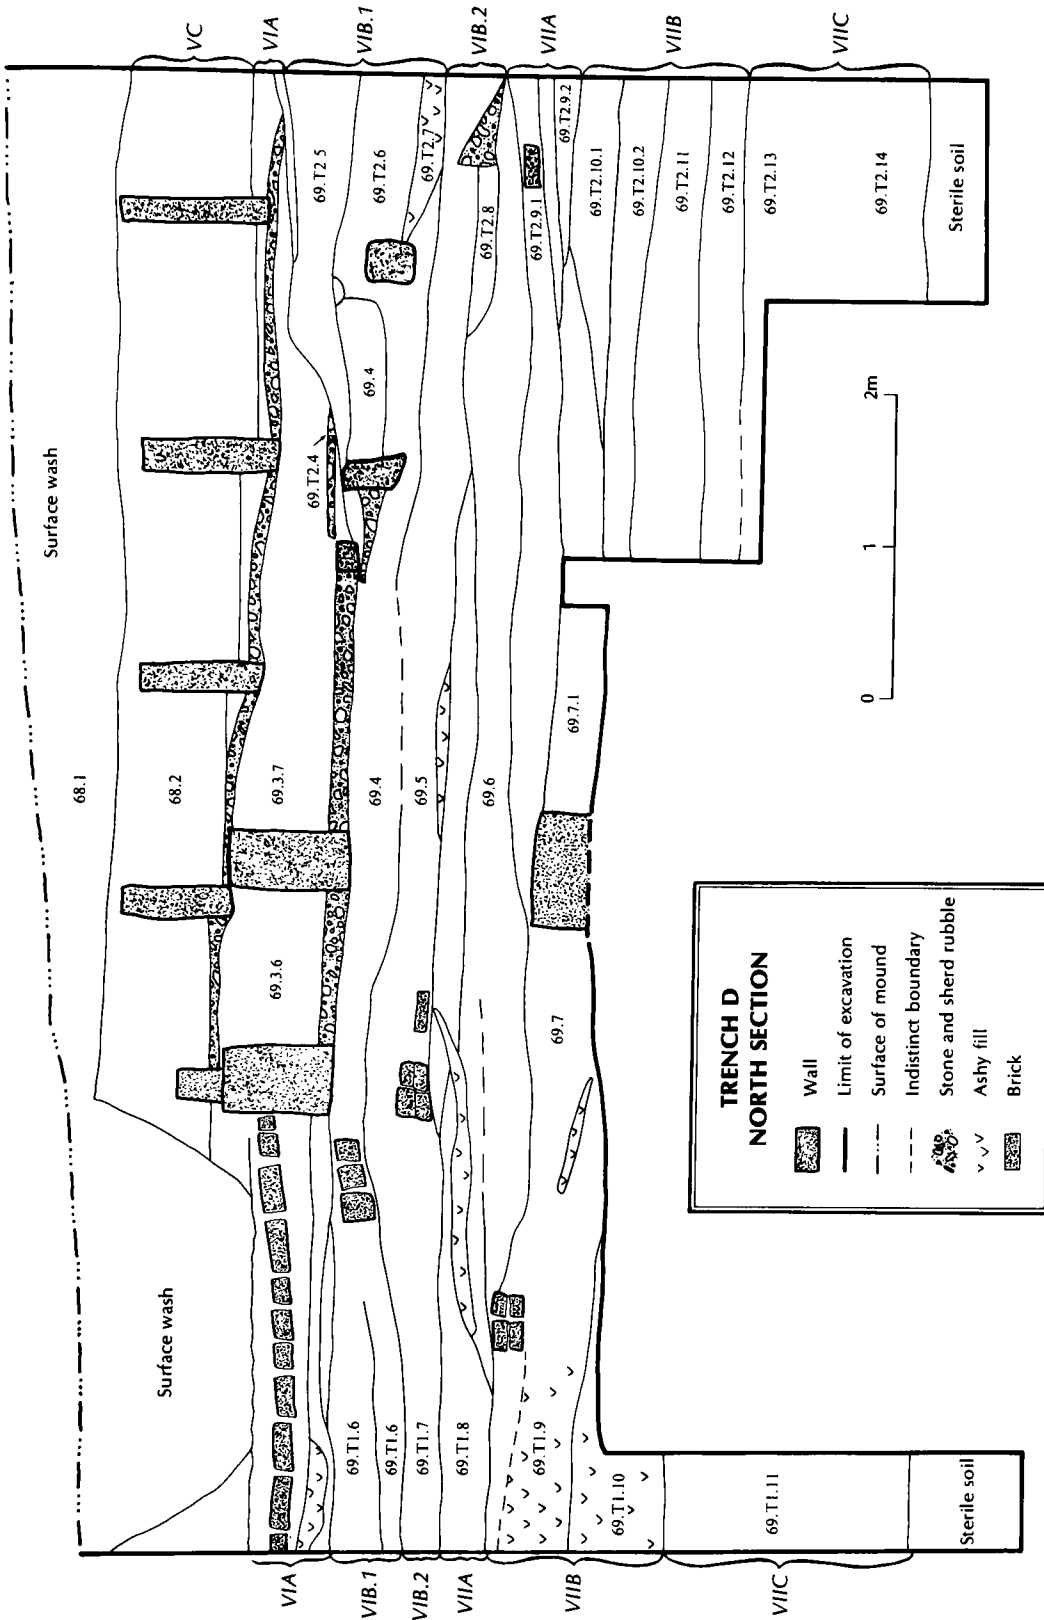 VC
VIA
VIB.1
VIB.2
VIIA
VIIB
VIIC
Surface wash
68.1
68.2
69.3.7
69.3.6
69.T2.4
69.T2.5
69.T2.6
69.T2.7
69.4
69.4
69.5
69.6
69.T2.8
69.T2.9.1
69.T2.9.2
69.T2.10.1
69.T2.10.2
69.T2.11
69.T2.12
69.T2.13
69.T2.14
Sterile soil
69.7.1
69.7
Surface wash
69.T1.6
69.T1.6
69.T1.7
69.T1.8
69.T1.9
69.T1.10
69.T1.11
Sterile soil
VIA
VIB.1
VIB.2
VIIA
VIIB
VIIC
0 1 2m
TRENCH D
NORTH SECTION
Wall
Limit of excavation
Surface of mound
Indistinct boundary
Stone and sherd rubble
Ashy fill
Brick